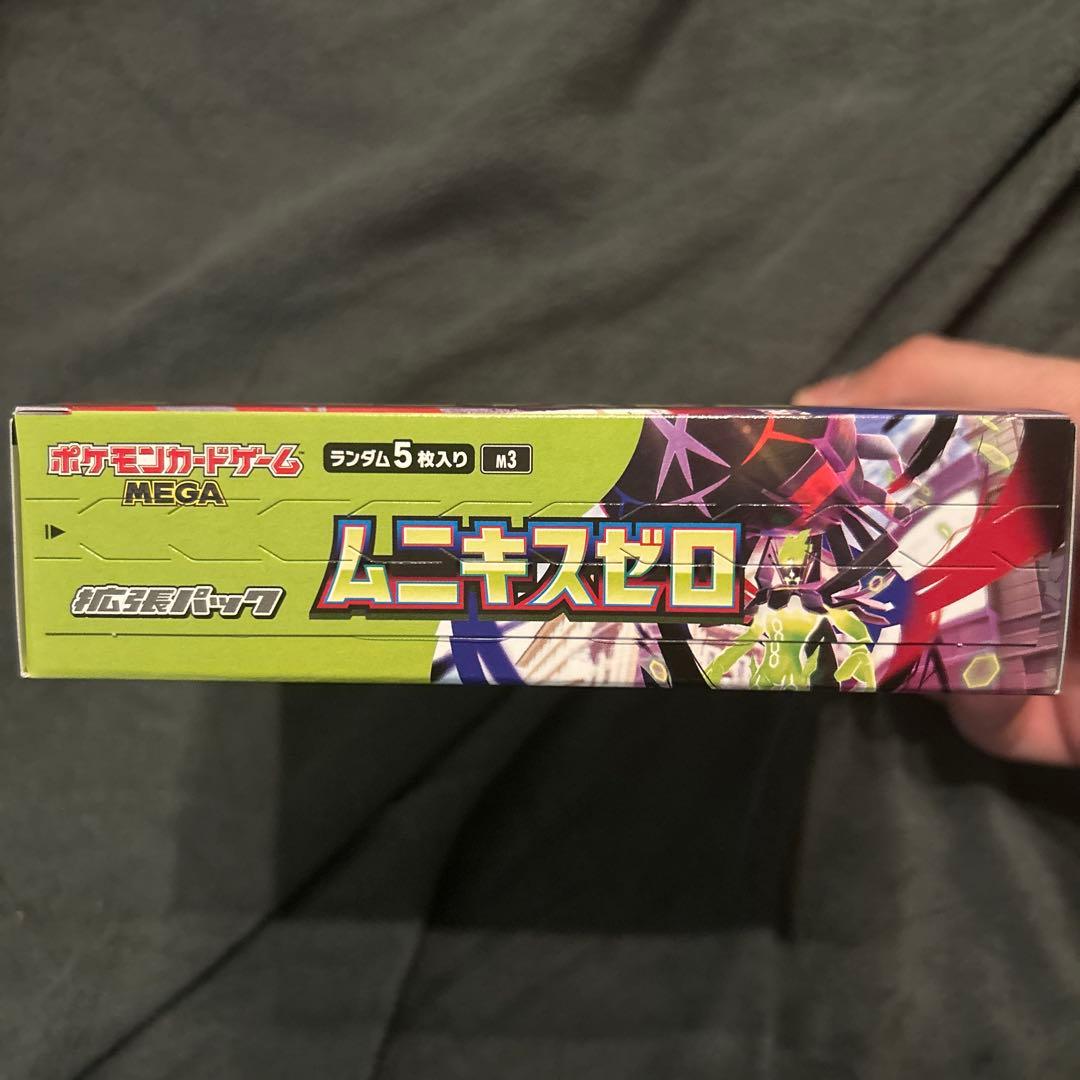 ポケモンカードゲーム
MEGA
ランダム5枚入り
M3
ムニキスゼロ
拡張パック